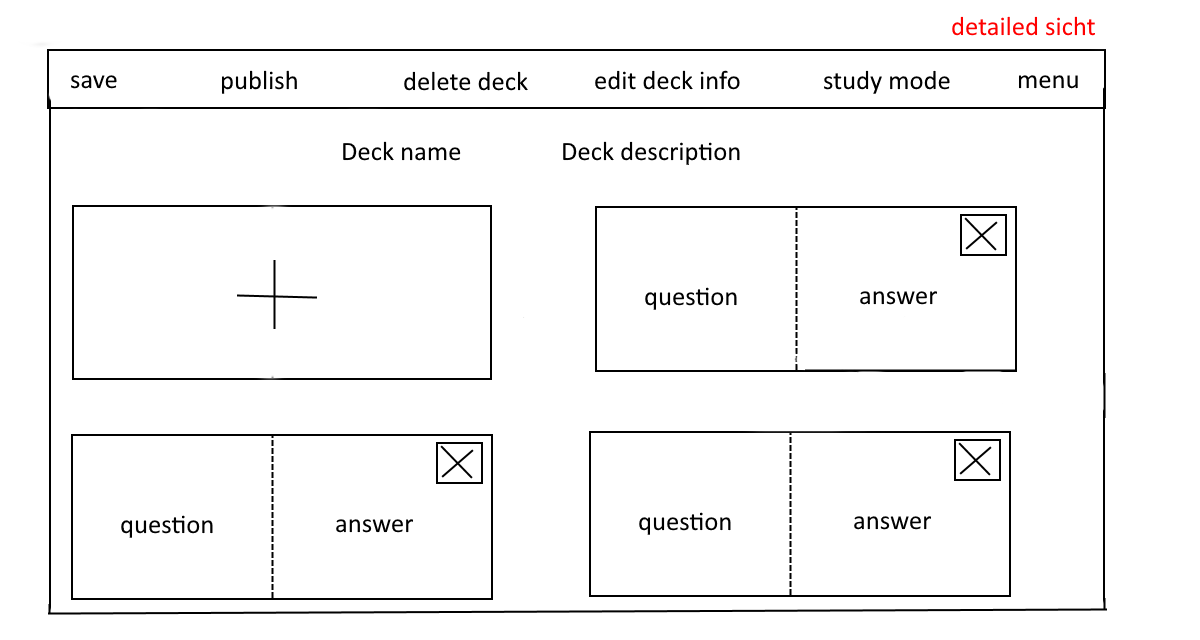 detailed sicht
save publish delete deck edit deck info study mode menu
Deck name Deck description
question answer
question answer
question answer